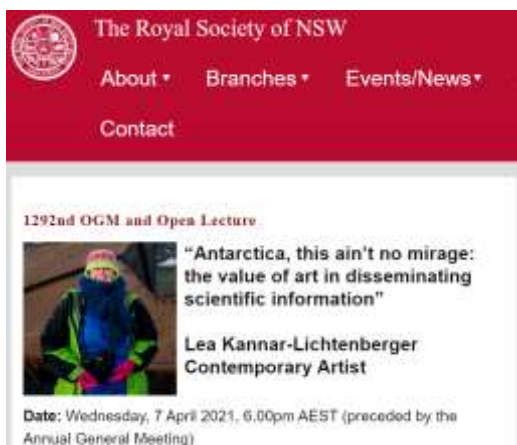 The Royal Society of NSW
About ▾ Branches ▾ Events/News ▾
Contact
1292nd OGM and Open Lecture
“Antarctica, this ain't no mirage:
the value of art in disseminating
scientific information”
Lea Kannar-Lichtenberger
Contemporary Artist
Date: Wednesday, 7 April 2021, 6.00pm AEST (preceded by the
Annual General Meeting)